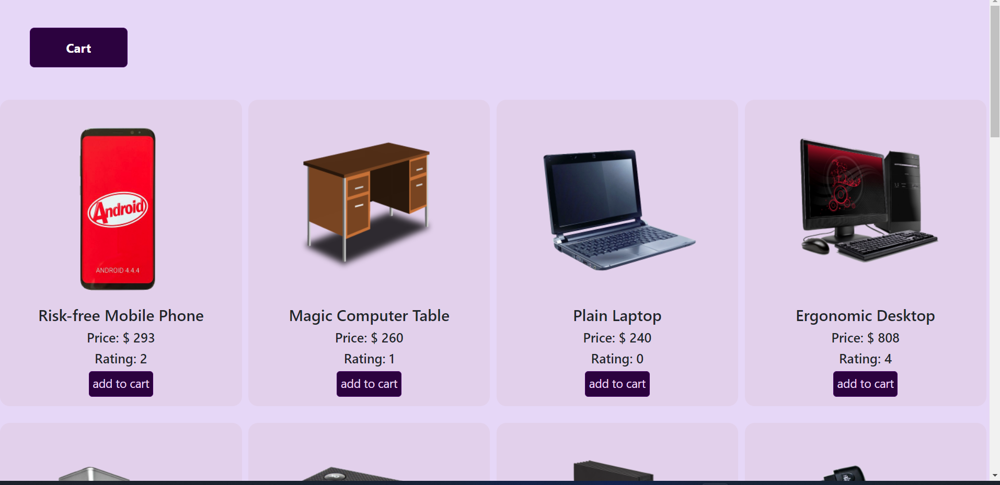 Cart
Android
ANDROID 4.4.4
Risk-free Mobile Phone
Price: $ 293
Rating: 2
add to cart
Magic Computer Table
Price: $ 260
Rating: 1
add to cart
Plain Laptop
Price: $ 240
Rating: 0
add to cart
Ergonomic Desktop
Price: $ 808
Rating: 4
add to cart